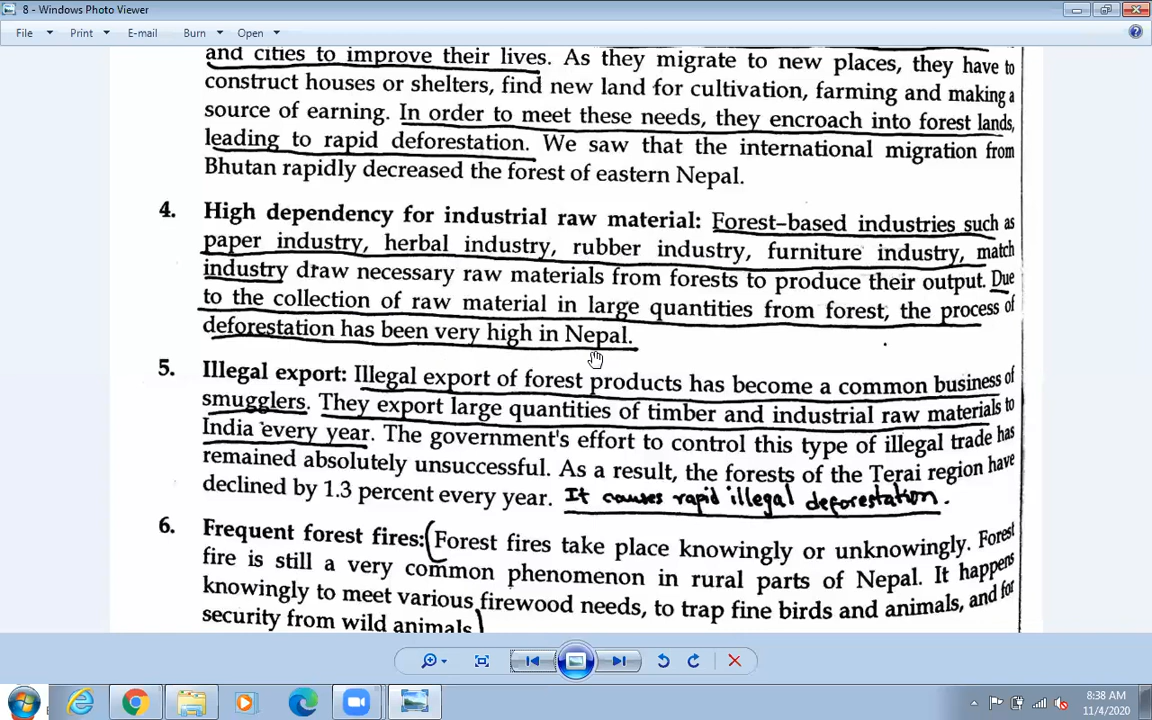 8 - Windows Photo Viewer
File Print E-mail Burn Open
and cities to improve their lives. As they migrate to new places, they have to
construct houses or shelters, find new land for cultivation, farming and making a
source of earning. In order to meet these needs, they encroach into forest lands,
leading to rapid deforestation. We saw that the international migration from
Bhutan rapidly decreased the forest of eastern Nepal.
4. High dependency for industrial raw material: Forest-based industries such as
paper industry, herbal industry, rubber industry, furniture industry, match
industry draw necessary raw materials from forests to produce their output. Due
to the collection of raw material in large quantities from forest, the process of
deforestation has been very high in Nepal.
5. Illegal export: Illegal export of forest products has become a common business of
smugglers. They export large quantities of timber and industrial raw materials to
India every year. The government's effort to control this type of illegal trade has
remained absolutely unsuccessful. As a result, the forests of the Terai region have
declined by 1.3 percent every year. It causes rapid illegal deforestation.
6. Frequent forest fires: (Forest fires take place knowingly or unknowingly. Forest
fire is still a very common phenomenon in rural parts of Nepal. It happens
knowingly to meet various firewood needs, to trap fine birds and animals, and for
security from wild animals.)
8:38 AM
11/4/2020